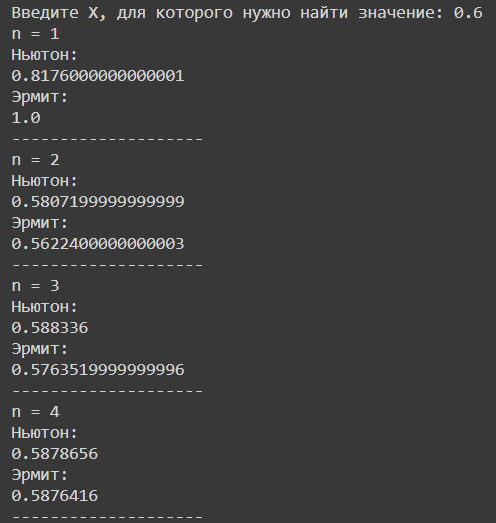 Введите X, для которого нужно найти значение: 0.6
n = 1
Ньютон:
0.8176000000000001
Эрмит:
1.0
--------------------
n = 2
Ньютон:
0.5807199999999999
Эрмит:
0.5622400000000003
--------------------
n = 3
Ньютон:
0.588336
Эрмит:
0.5763519999999996
--------------------
n = 4
Ньютон:
0.5878656
Эрмит:
0.5876416
--------------------